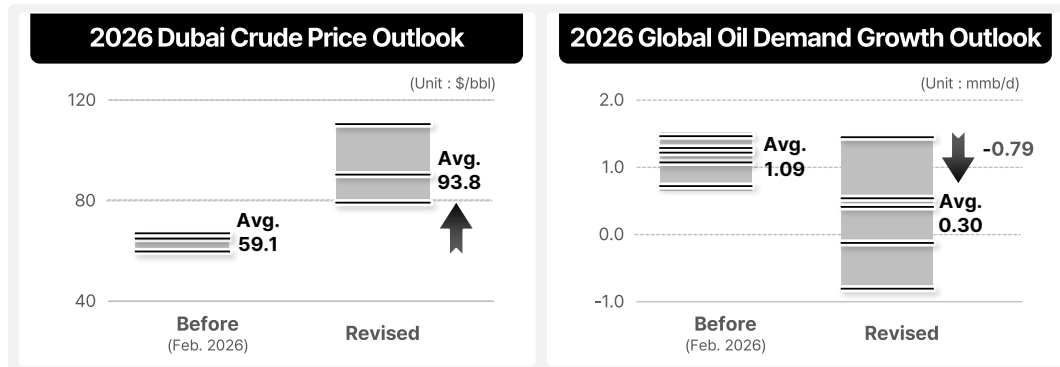 2026 Dubai Crude Price Outlook
(Unit : $/bbl)
120
80
40
Avg.
59.1
Avg.
93.8
Before
(Feb. 2026)
Revised
2026 Global Oil Demand Growth Outlook
(Unit : mmb/d)
2.0
1.0
0.0
-1.0
Avg.
1.09
-0.79
Avg.
0.30
Before
(Feb. 2026)
Revised